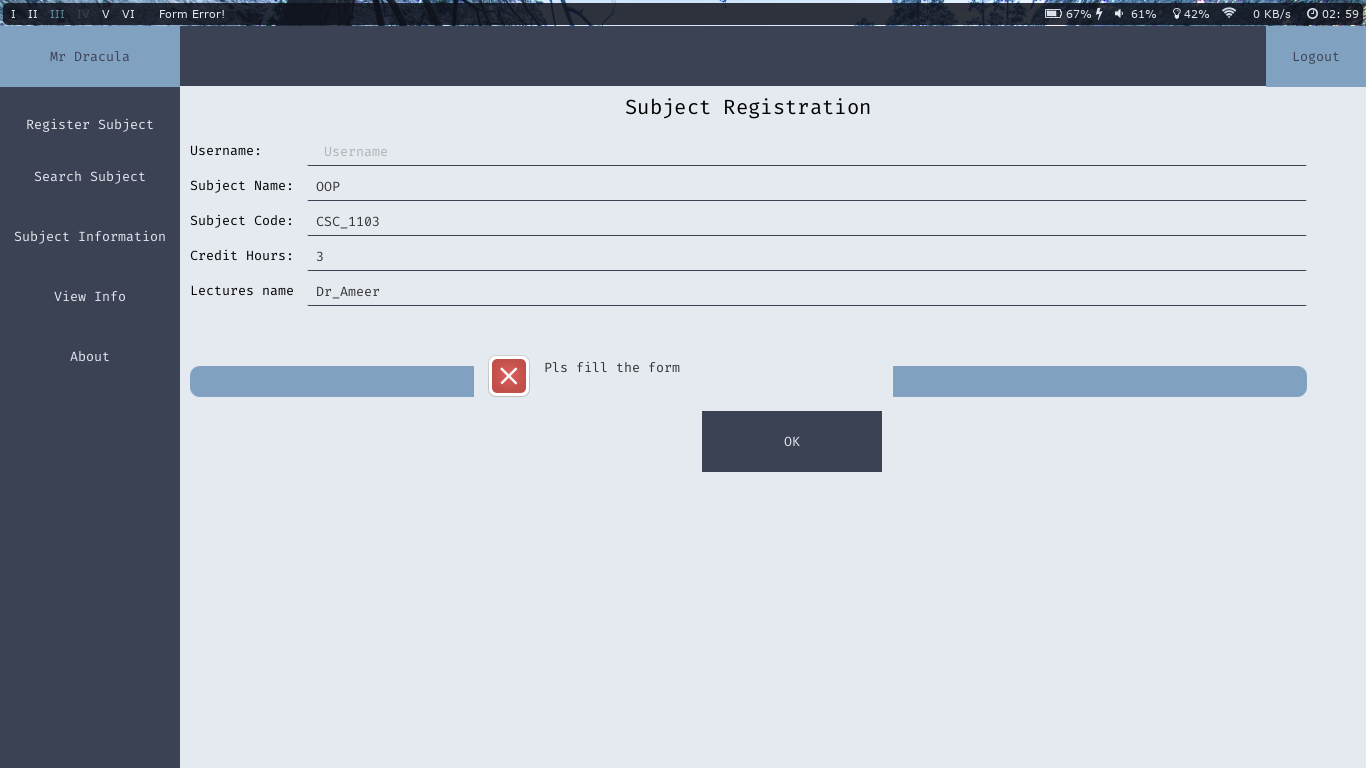 I II III IV V VI Form Error! 67% 61% 42% 0 KB/s 02: 59
Mr Dracula
Logout
Subject Registration
Register Subject
Search Subject
Subject Information
View Info
About
Username: Username
Subject Name: OOP
Subject Code: CSC_1103
Credit Hours: 3
Lectures name Dr_Ameer
Pls fill the form
OK